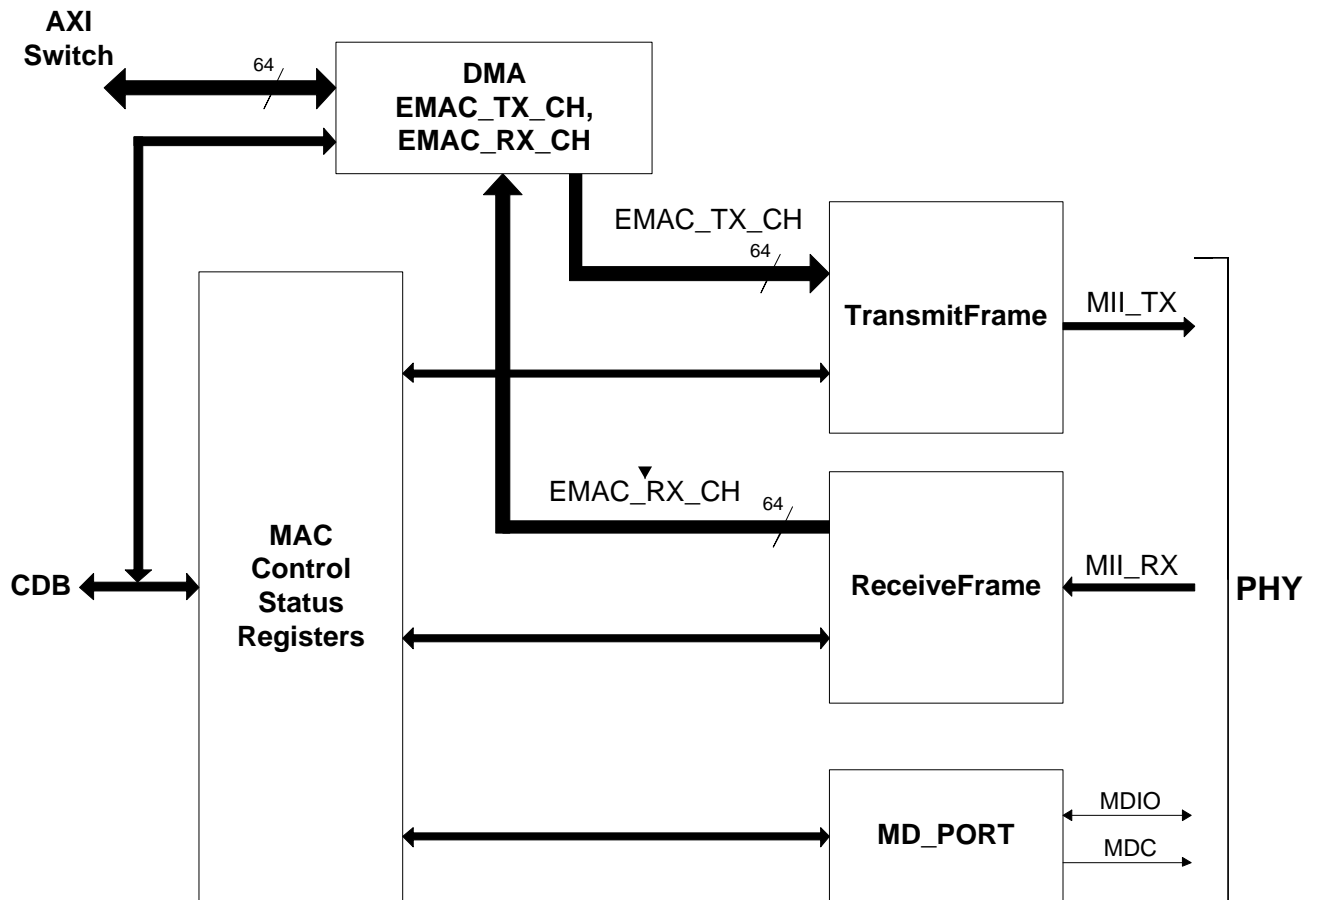 AXI
Switch
64
DMA
EMAC_TX_CH,
EMAC_RX_CH
EMAC_TX_CH
64
TransmitFrame
MII_TX
EMAC_RX_CH
64
MAC
Control
Status
Registers
CDB
ReceiveFrame
MII_RX
PHY
MD_PORT
MDIO
MDC